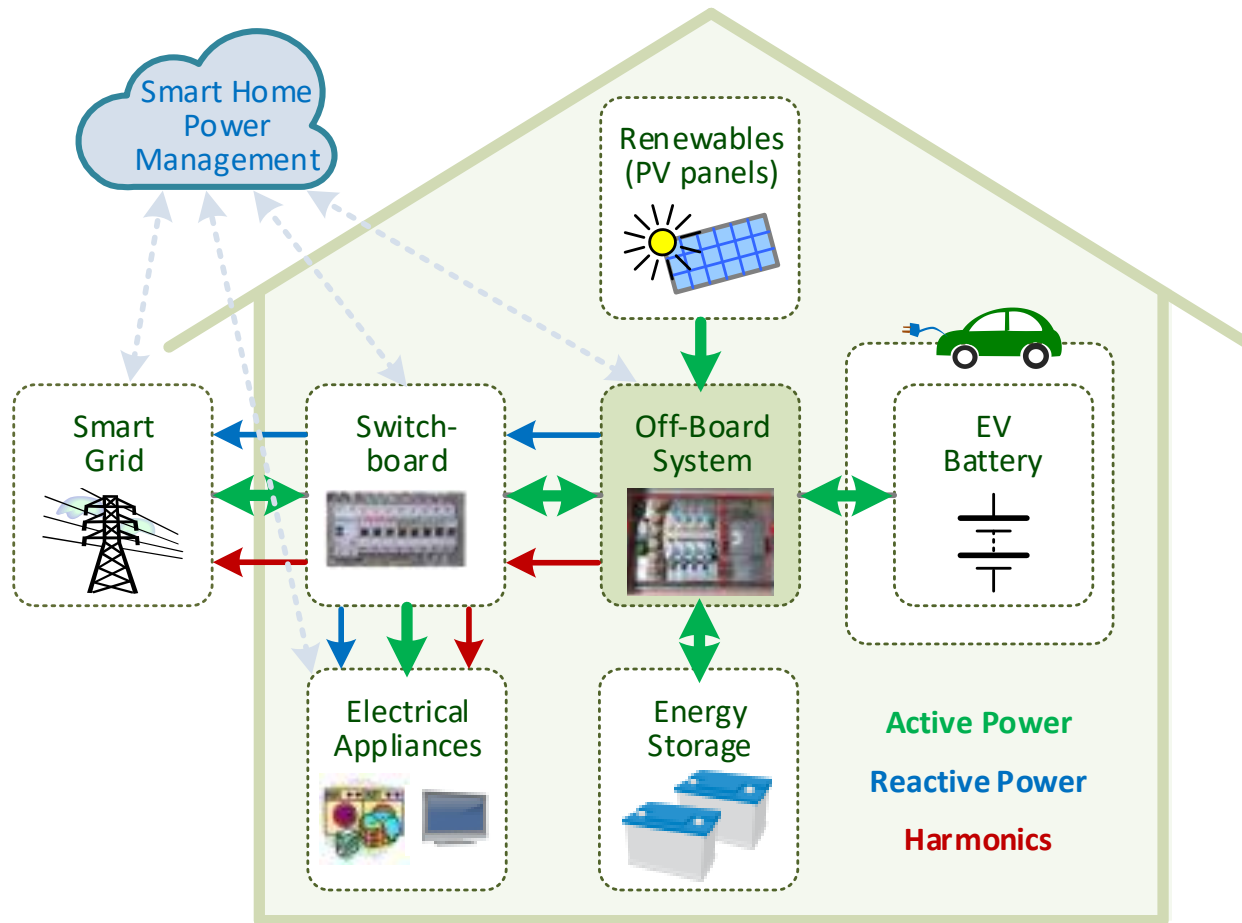 Smart Home
Power
Management
Renewables
(PV panels)
Smart
Grid
Switch-
board
Off-Board
System
EV
Battery
Electrical
Appliances
Energy
Storage
Active Power
Reactive Power
Harmonics